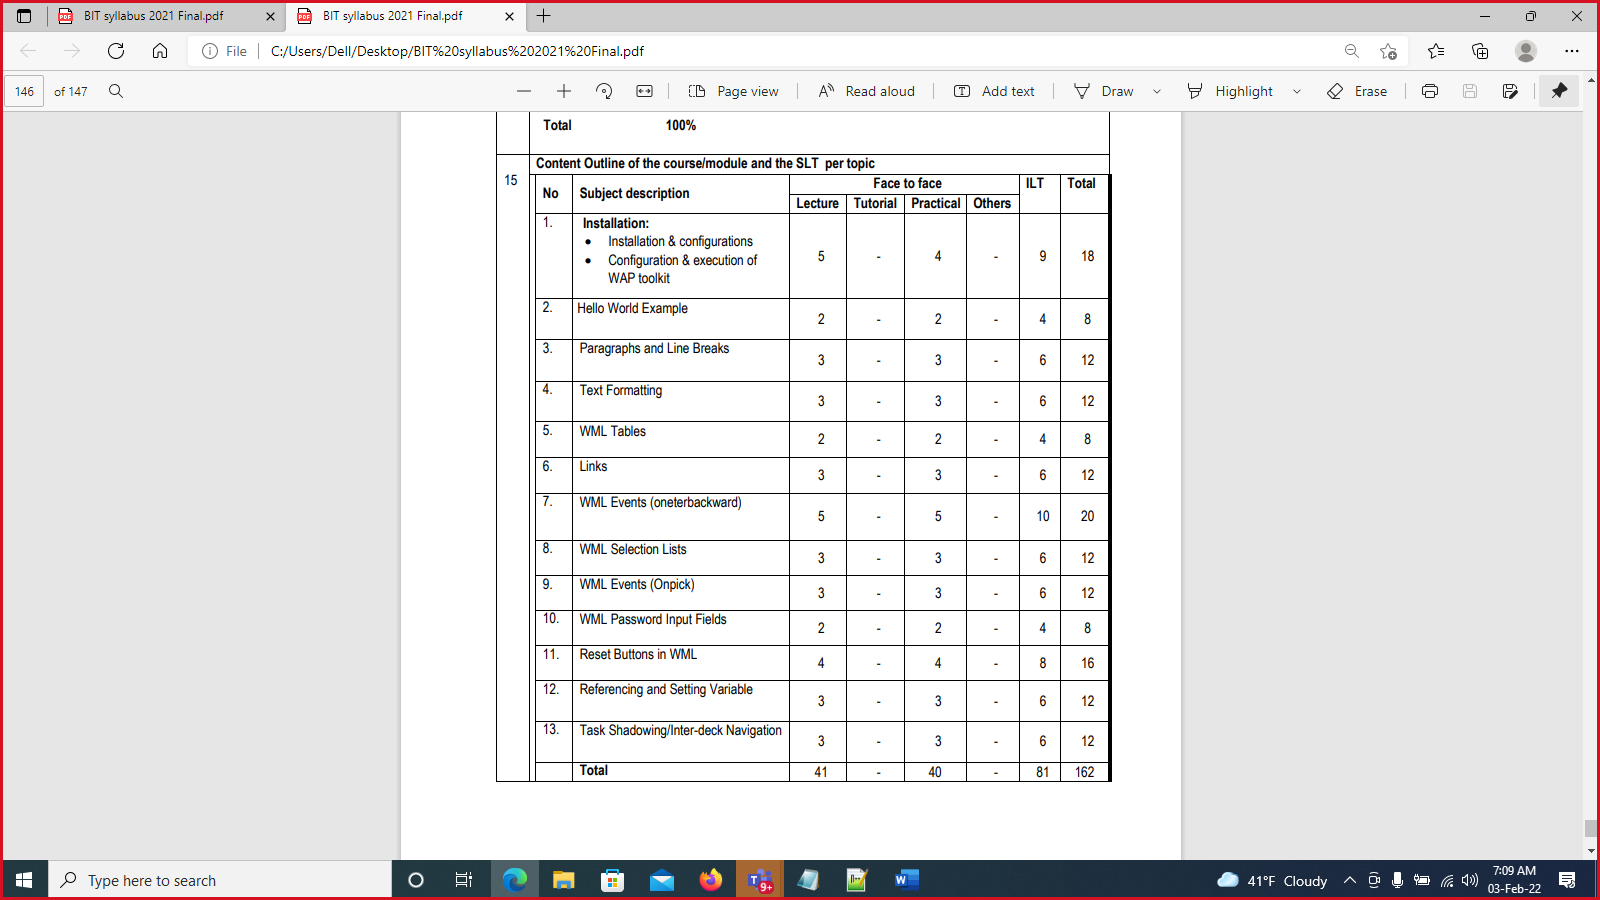 BIT syllabus 2021 Final.pdf
BIT syllabus 2021 Final.pdf
File C:/Users/Dell/Desktop/BIT%20syllabus%202021%20Final.pdf
146 of 147 Page view Read aloud Add text Draw Highlight Erase
Total 100%
Content Outline of the course/module and the SLT per topic
15
No Subject description Face to face ILT Total
Lecture Tutorial Practical Others
1. Installation:
• Installation & configurations
• Configuration & execution of
WAP toolkit
5 - 4 - 9 18
2. Hello World Example
2 - 2 - 4 8
3. Paragraphs and Line Breaks
3 - 3 - 6 12
4. Text Formatting
3 - 3 - 6 12
5. WML Tables
2 - 2 - 4 8
6. Links
3 - 3 - 6 12
7. WML Events (oneterbackward)
5 - 5 - 10 20
8. WML Selection Lists
3 - 3 - 6 12
9. WML Events (Onpick)
3 - 3 - 6 12
10. WML Password Input Fields
2 - 2 - 4 8
11. Reset Buttons in WML
4 - 4 - 8 16
12. Referencing and Setting Variable
3 - 3 - 6 12
13. Task Shadowing/Inter-deck Navigation
3 - 3 - 6 12
Total 41 - 40 - 81 162
Type here to search
9+
41°F Cloudy
7:09 AM
03-Feb-22